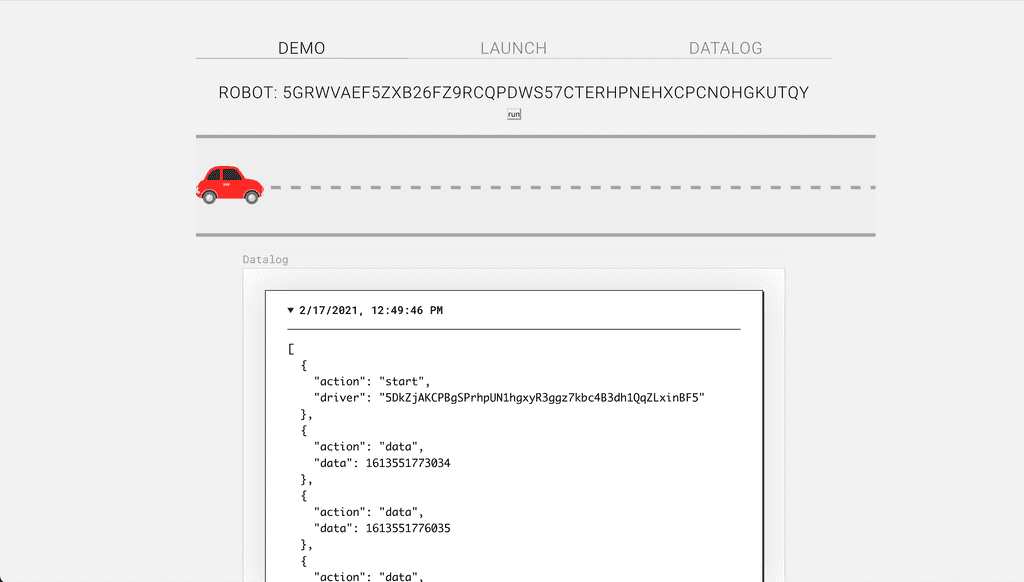 DEMO LAUNCH DATALOG
ROBOT: 5GRWVAEF5ZXB26FZ9RCQPDWS57CTERHPNEHXCPCNOHGKUTQY
run
Datalog
▼ 2/17/2021, 12:49:46 PM
[
{
"action": "start",
"driver": "5DkZjAKCPBgSPrhpUN1hgxyR3ggz7kbc4B3dh1QqZLxinBF5"
},
{
"action": "data",
"data": 1613551773034
},
{
"action": "data",
"data": 1613551776035
},
{
"action": "data",